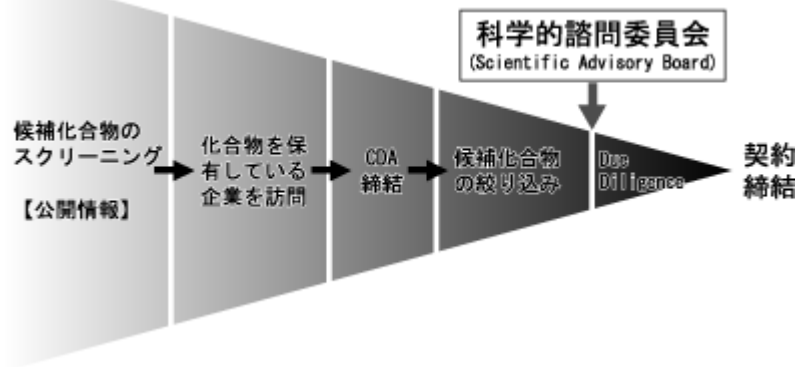 科学的諮問委員会
(Scientific Advisory Board)
候補化合物の
スクリーニング
【公開情報】
化合物を保
有している
企業を訪問
CDA
締結
候補化合物
の絞り込み
Due
Diligence
契約
締結